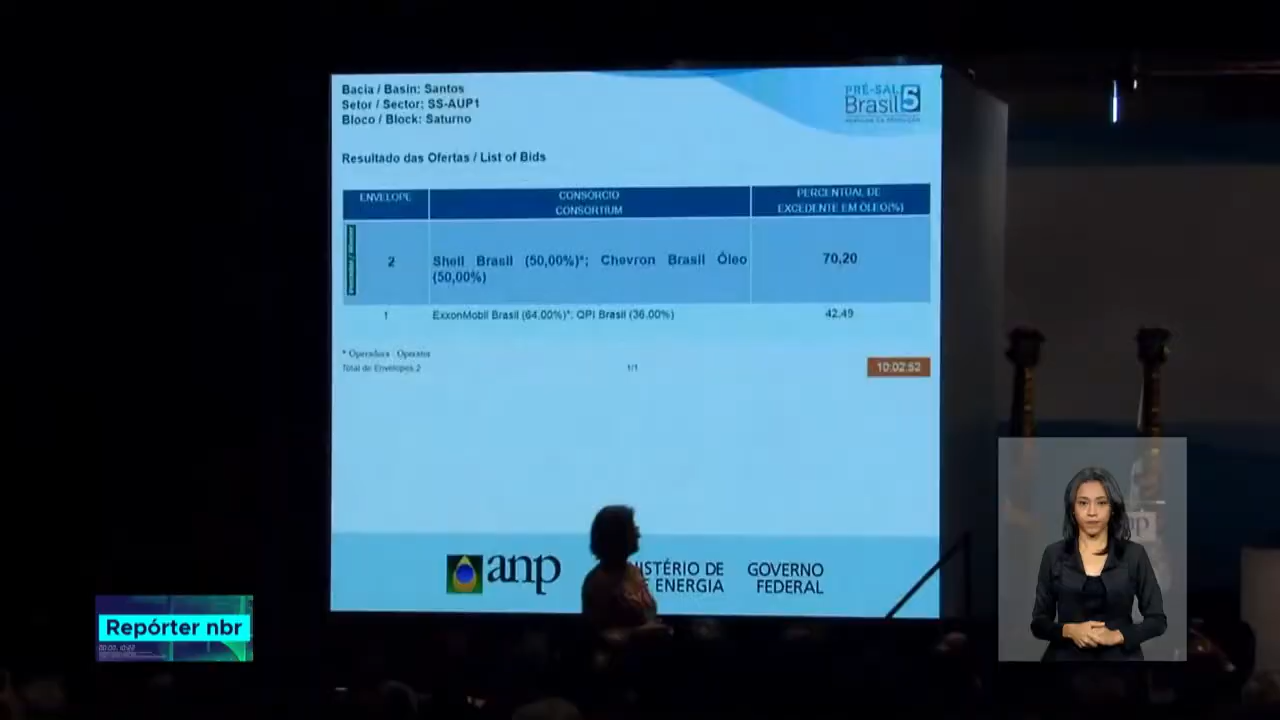 Bacia / Basin: Santos
Setor / Sector: SS-AUP1
Bloco / Block: Saturno
PRÉ-SAL
Brasil 5
Resultado das Ofertas / List of Bids
ENVELOPE
CONSÓRCIO
CONSORTIUM
PERCENTUAL DE
EXCEDENTE EM ÓLEO(%)
2
Shell Brasil (50,00%)*; Chevron Brasil Óleo
(50,00%)
70,20
1
ExxonMobil Brasil (64,00%)*; QPI Brasil (36,00%)
42,49
* Operadora / Operator
Total de Envelopes 2
1/1
10:02:52
anp
ISTÉRIO DE
E ENERGIA
GOVERNO
FEDERAL
Repórter nbr